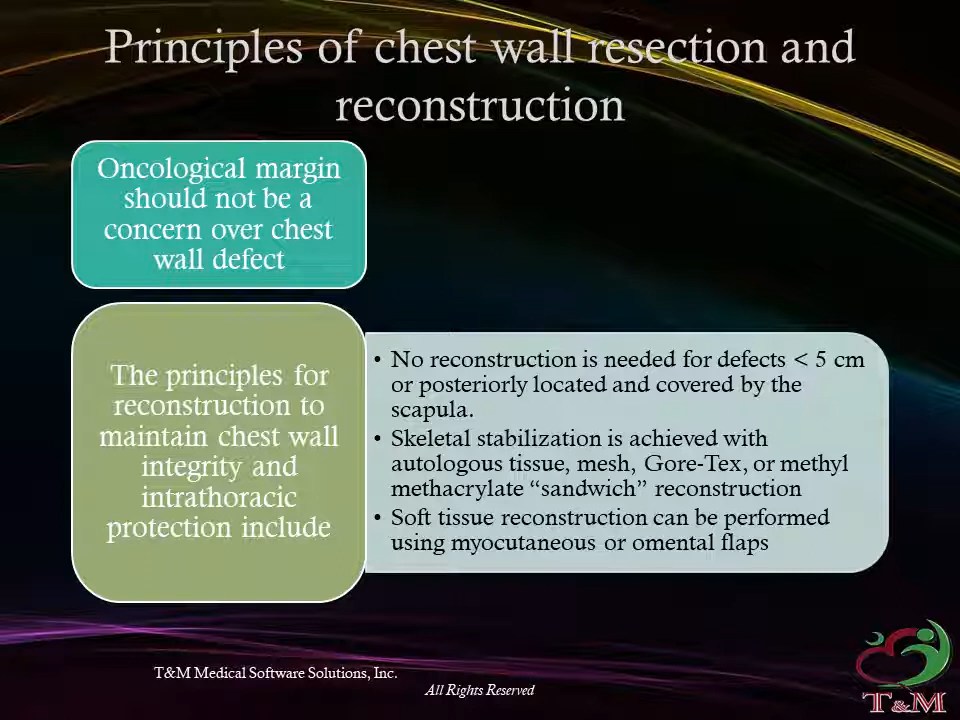 Principles of chest wall resection and
reconstruction
Oncological margin
should not be a
concern over chest
wall defect
The principles for
reconstruction to
maintain chest wall
integrity and
intrathoracic
protection include
• No reconstruction is needed for defects < 5 cm
or posteriorly located and covered by the
scapula.
• Skeletal stabilization is achieved with
autologous tissue, mesh, Gore-Tex, or methyl
methacrylate “sandwich” reconstruction
• Soft tissue reconstruction can be performed
using myocutaneous or omental flaps
T&M Medical Software Solutions, Inc.
All Rights Reserved
T&M